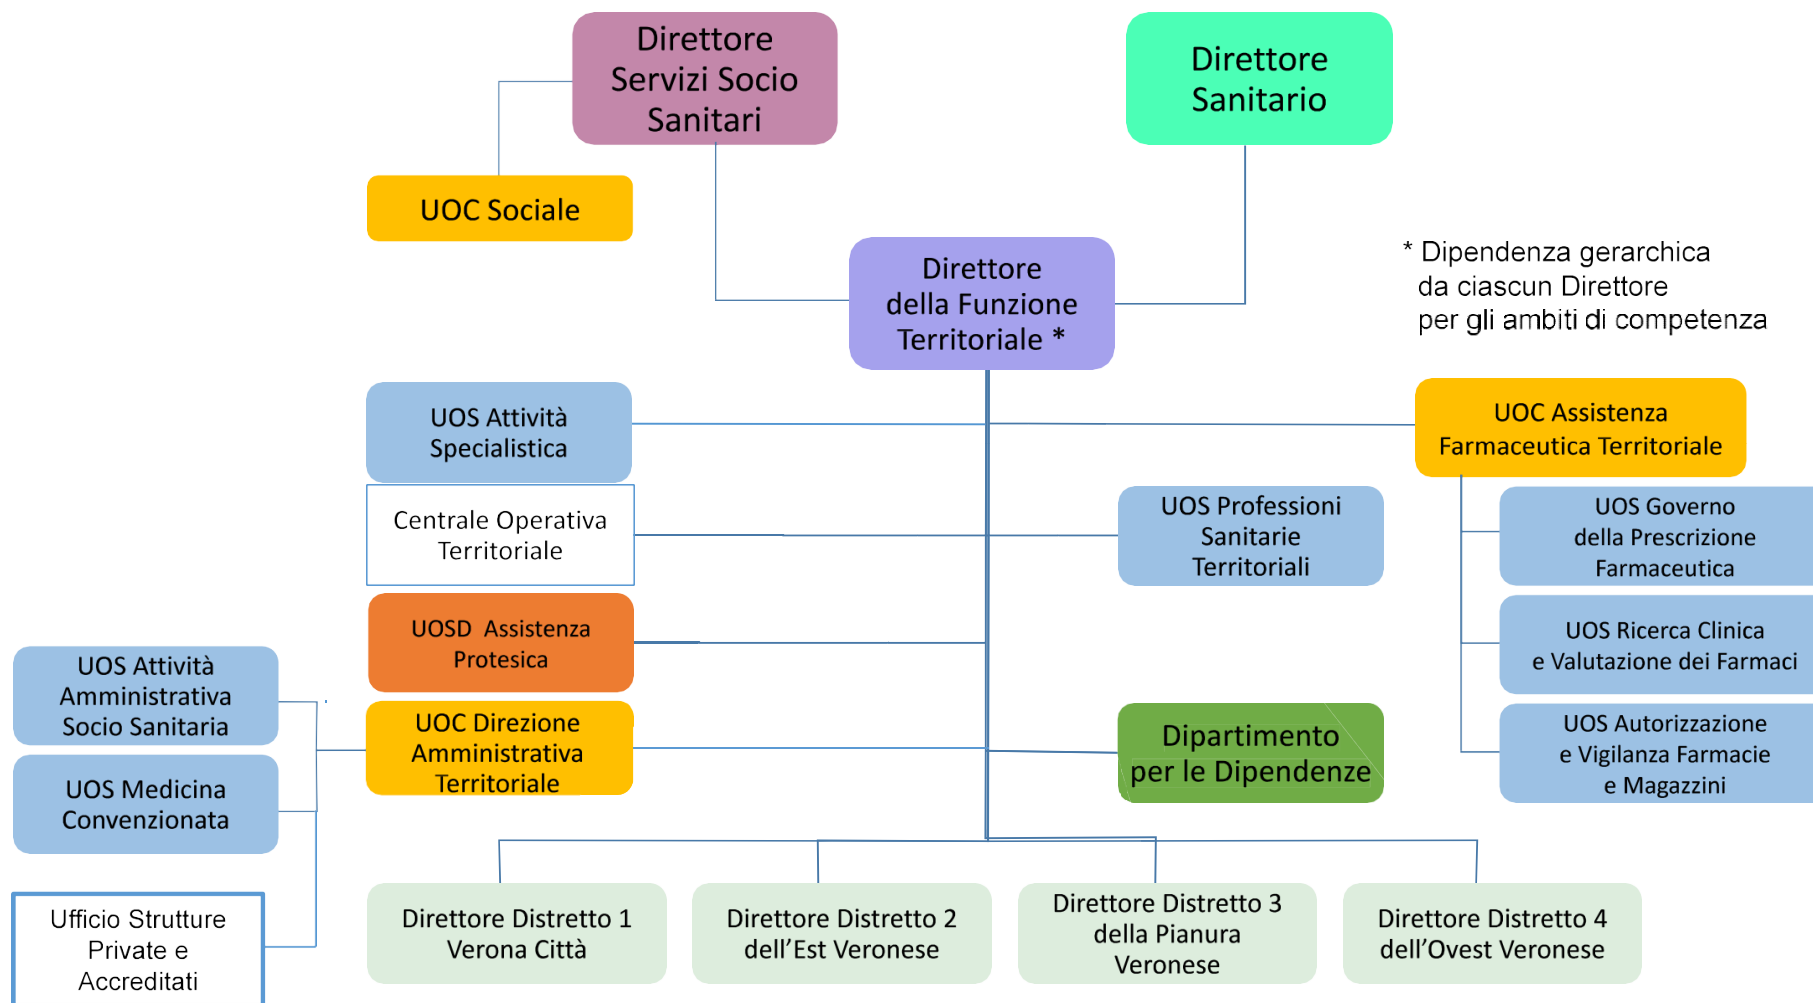 Direttore
Servizi Socio
Sanitari
Direttore
Sanitario
UOC Sociale
Direttore
della Funzione
Territoriale *
* Dipendenza gerarchica
da ciascun Direttore
per gli ambiti di competenza
UOS Attività
Specialistica
UOC Assistenza
Farmaceutica Territoriale
Centrale Operativa
Territoriale
UOS Professioni
Sanitarie
Territoriali
UOS Governo
della Prescrizione
Farmaceutica
UOSD  Assistenza
Protesica
UOS Ricerca Clinica
e Valutazione dei Farmaci
UOS Attività
Amministrativa
Socio Sanitaria
UOC Direzione
Amministrativa
Territoriale
Dipartimento
per le Dipendenze
UOS Autorizzazione
e Vigilanza Farmacie
e Magazzini
UOS Medicina
Convenzionata
Ufficio Strutture
Private e
Accreditati
Direttore Distretto 1
Verona Città
Direttore Distretto 2
dell’Est Veronese
Direttore Distretto 3
della Pianura
Veronese
Direttore Distretto 4
dell’Ovest Veronese